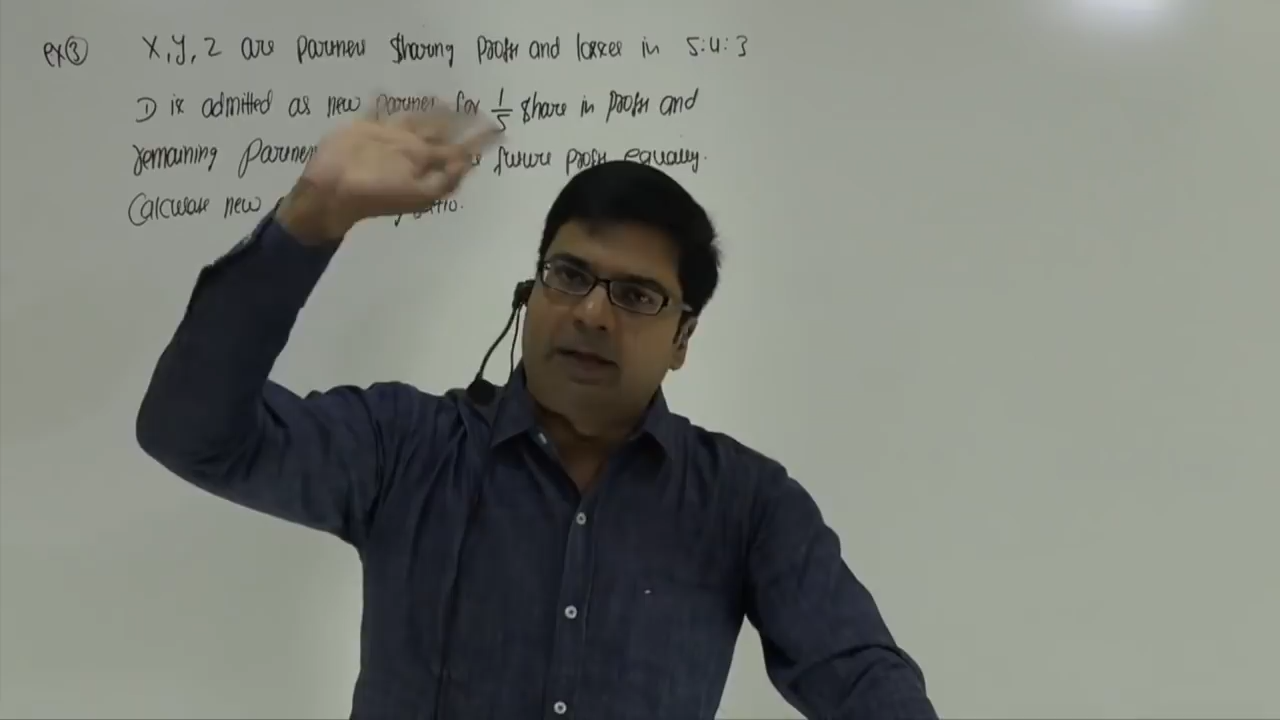 ex③ X, Y, Z are partners sharing profit and losses in 5:4:3
D is admitted as new partner for 1/5 share in profit and
remaining partners future profit equally.
Calculate new ratio.